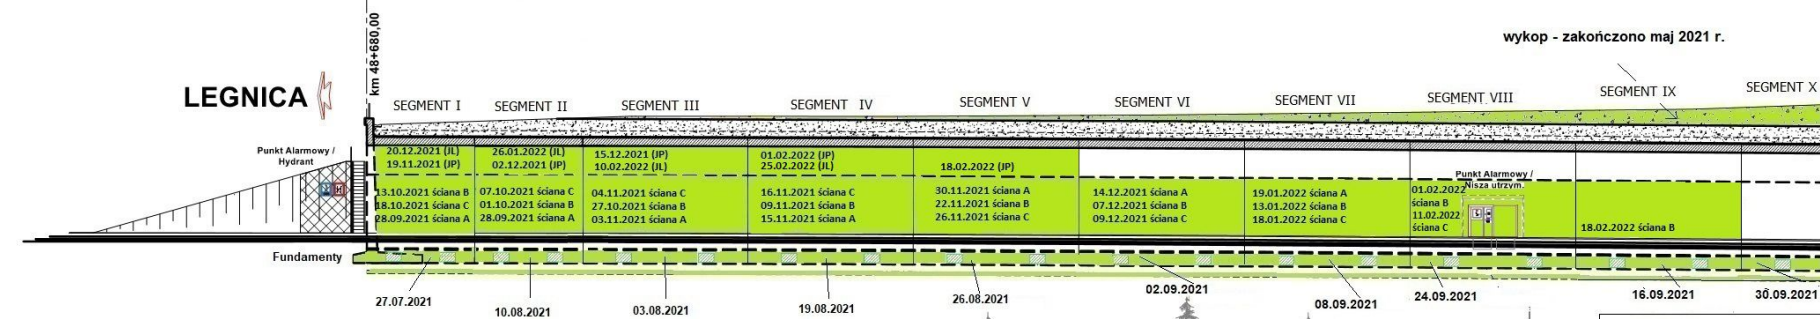 wykop - zakończono maj 2021 r.
km 48+680,00
LEGNICA
SEGMENT I
SEGMENT II
SEGMENT III
SEGMENT IV
SEGMENT V
SEGMENT VI
SEGMENT VII
SEGMENT VIII
SEGMENT IX
SEGMENT X
Punkt Alarmowy /
Hydrant
20.12.2021 (JL)
19.11.2021 (JP)
13.10.2021 ściana B
18.10.2021 ściana C
28.09.2021 ściana A
26.01.2022 (JL)
02.12.2021 (JP)
07.10.2021 ściana C
01.10.2021 ściana B
28.09.2021 ściana A
15.12.2021 (JP)
10.02.2022 (JL)
04.11.2021 ściana C
27.10.2021 ściana B
03.11.2021 ściana A
01.02.2022 (JP)
25.02.2022 (JL)
16.11.2021 ściana C
09.11.2021 ściana B
15.11.2021 ściana A
18.02.2022 (JP)
30.11.2021 ściana A
22.11.2021 ściana B
26.11.2021 ściana C
14.12.2021 ściana A
07.12.2021 ściana B
09.12.2021 ściana C
19.01.2022 ściana A
13.01.2022 ściana B
18.01.2022 ściana C
Punkt Alarmowy /
Nisza utrzym.
01.02.2022
ściana B
11.02.2022
ściana C
18.02.2022 ściana B
Fundamenty
27.07.2021
10.08.2021
03.08.2021
19.08.2021
26.08.2021
02.09.2021
08.09.2021
24.09.2021
16.09.2021
30.09.2021